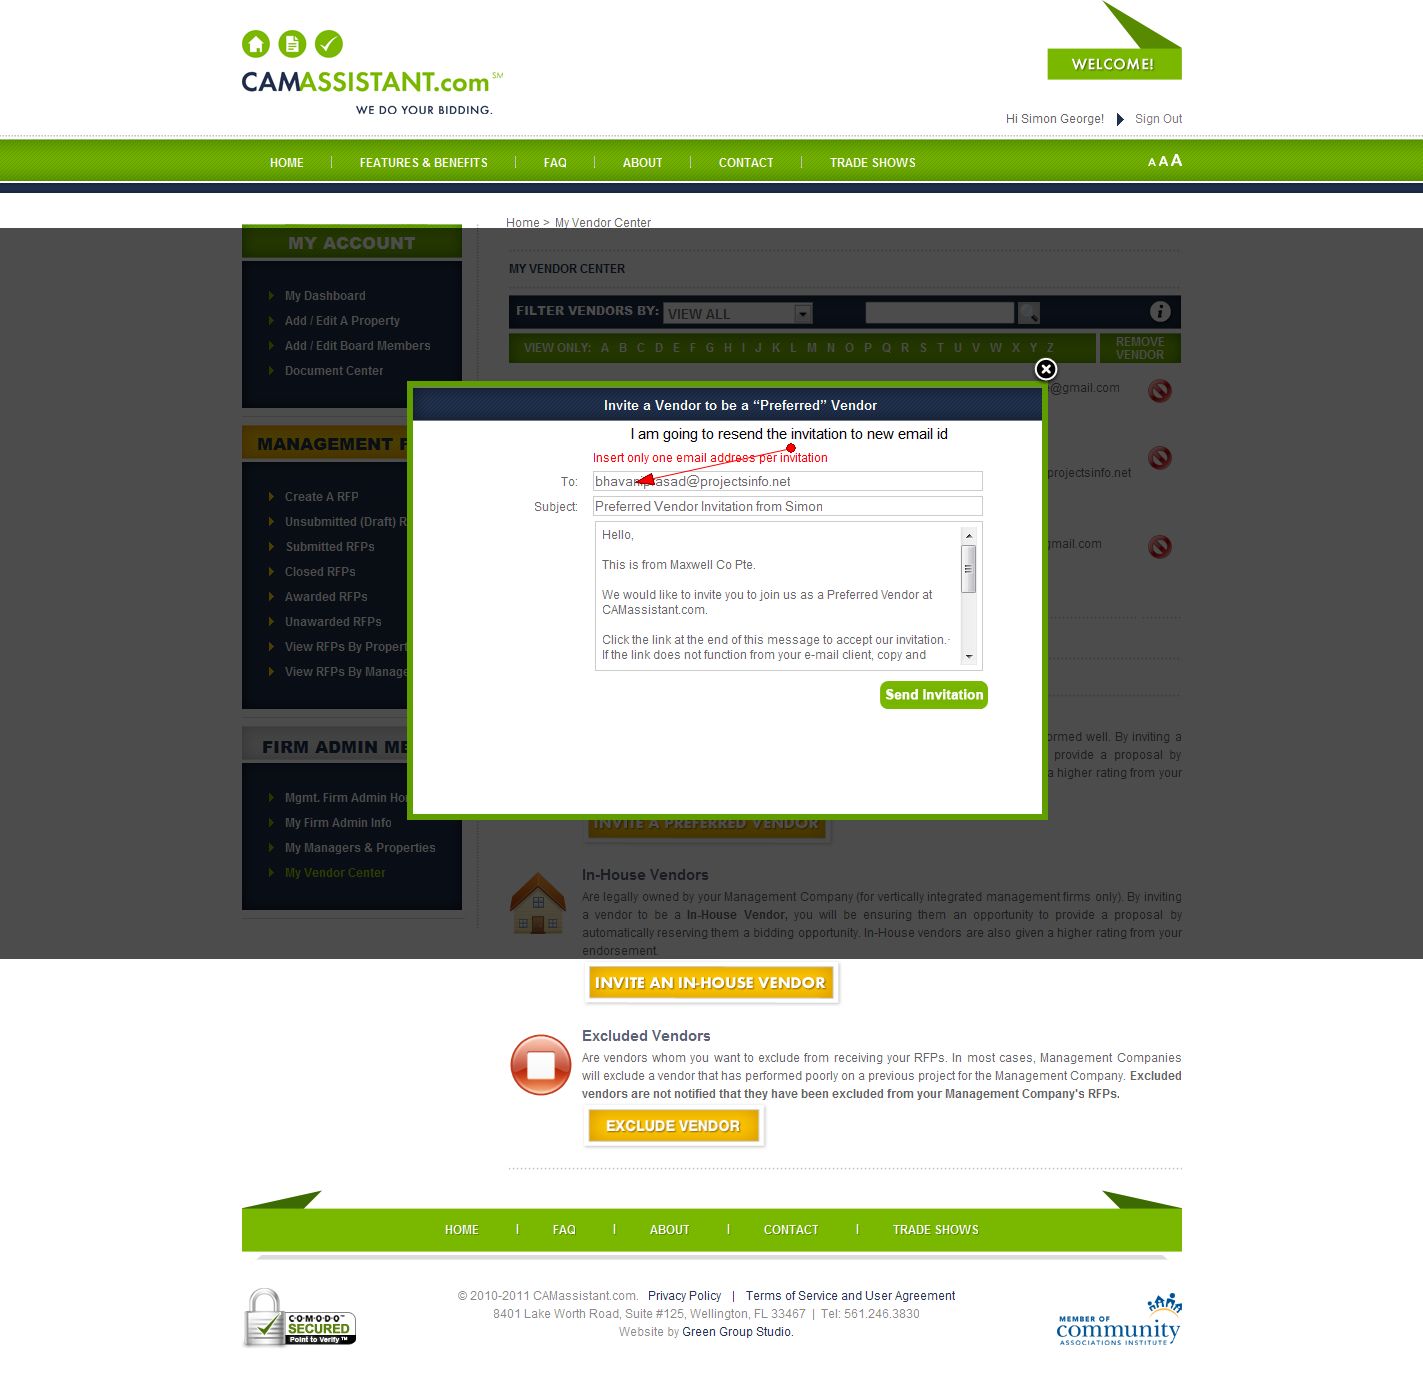 CAMASSISTANT.com SM
WE DO YOUR BIDDING.
WELCOME!
Hi Simon George! Sign Out
HOME FEATURES & BENEFITS FAQ ABOUT CONTACT TRADE SHOWS
A A A
Home > My Vendor Center
MY ACCOUNT
My Dashboard
Add / Edit A Property
Add / Edit Board Members
Document Center
MANAGEMENT
Create A RFP
Unsubmitted (Draft)
Submitted RFPs
Closed RFPs
Awarded RFPs
Unawarded RFPs
View RFPs By
View RFPs By
FIRM ADMIN
Mgmt. Firm Admin
My Firm Admin Info
My Managers & Properties
My Vendor Center
MY VENDOR CENTER
FILTER VENDORS BY: VIEW ALL
VIEW ONLY: A B C D E F G H I J K L M N O P Q R S T U V W X Y Z
REMOVE
VENDOR
@gmail.com
projectsinfo.net
gmail.com
Invite a Vendor to be a “Preferred” Vendor
I am going to resend the invitation to new email id
Insert only one email address per invitation
To: bhavaniprasad@projectsinfo.net
Subject: Preferred Vendor Invitation from Simon
Hello,
This is from Maxwell Co Pte.
We would like to invite you to join us as a Preferred Vendor at
CAMassistant.com.
Click the link at the end of this message to accept our invitation.
If the link does not function from your e-mail client, copy and
Send Invitation
ormed well. By inviting a
provide a proposal by
a higher rating from your
INVITE A PREFERRED VENDOR
In-House Vendors
Are legally owned by your Management Company (for vertically integrated management firms only). By inviting
a vendor to be a In-House Vendor, you will be ensuring them an opportunity to provide a proposal by
automatically reserving them a bidding opportunity. In-House vendors are also given a higher rating from your
endorsement.
INVITE AN IN-HOUSE VENDOR
Excluded Vendors
Are vendors whom you want to exclude from receiving your RFPs. In most cases, Management Companies
will exclude a vendor that has performed poorly on a previous project for the Management Company. Excluded
vendors are not notified that they have been excluded from your Management Company's RFPs.
EXCLUDE VENDOR
HOME | FAQ | ABOUT | CONTACT | TRADE SHOWS
© 2010-2011 CAMassistant.com. Privacy Policy | Terms of Service and User Agreement
8401 Lake Worth Road, Suite #125, Wellington, FL 33467 | Tel: 561.246.3830
Website by Green Group Studio.
COMODO
SECURED
Point to Verify™
MEMBER OF
community
ASSOCIATIONS INSTITUTE